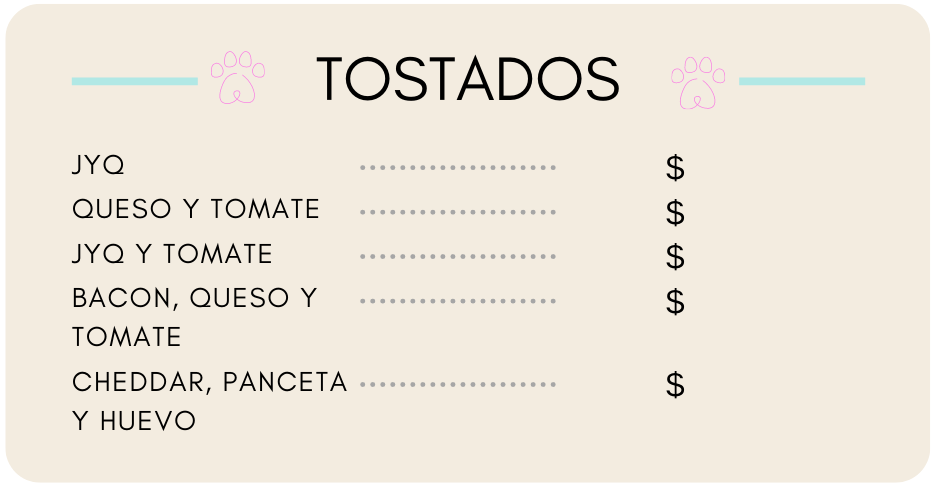 TOSTADOS
JYQ .................... $
QUESO Y TOMATE .................... $
JYQ Y TOMATE .................... $
BACON, QUESO Y .................... $
TOMATE
CHEDDAR, PANCETA .................... $
Y HUEVO